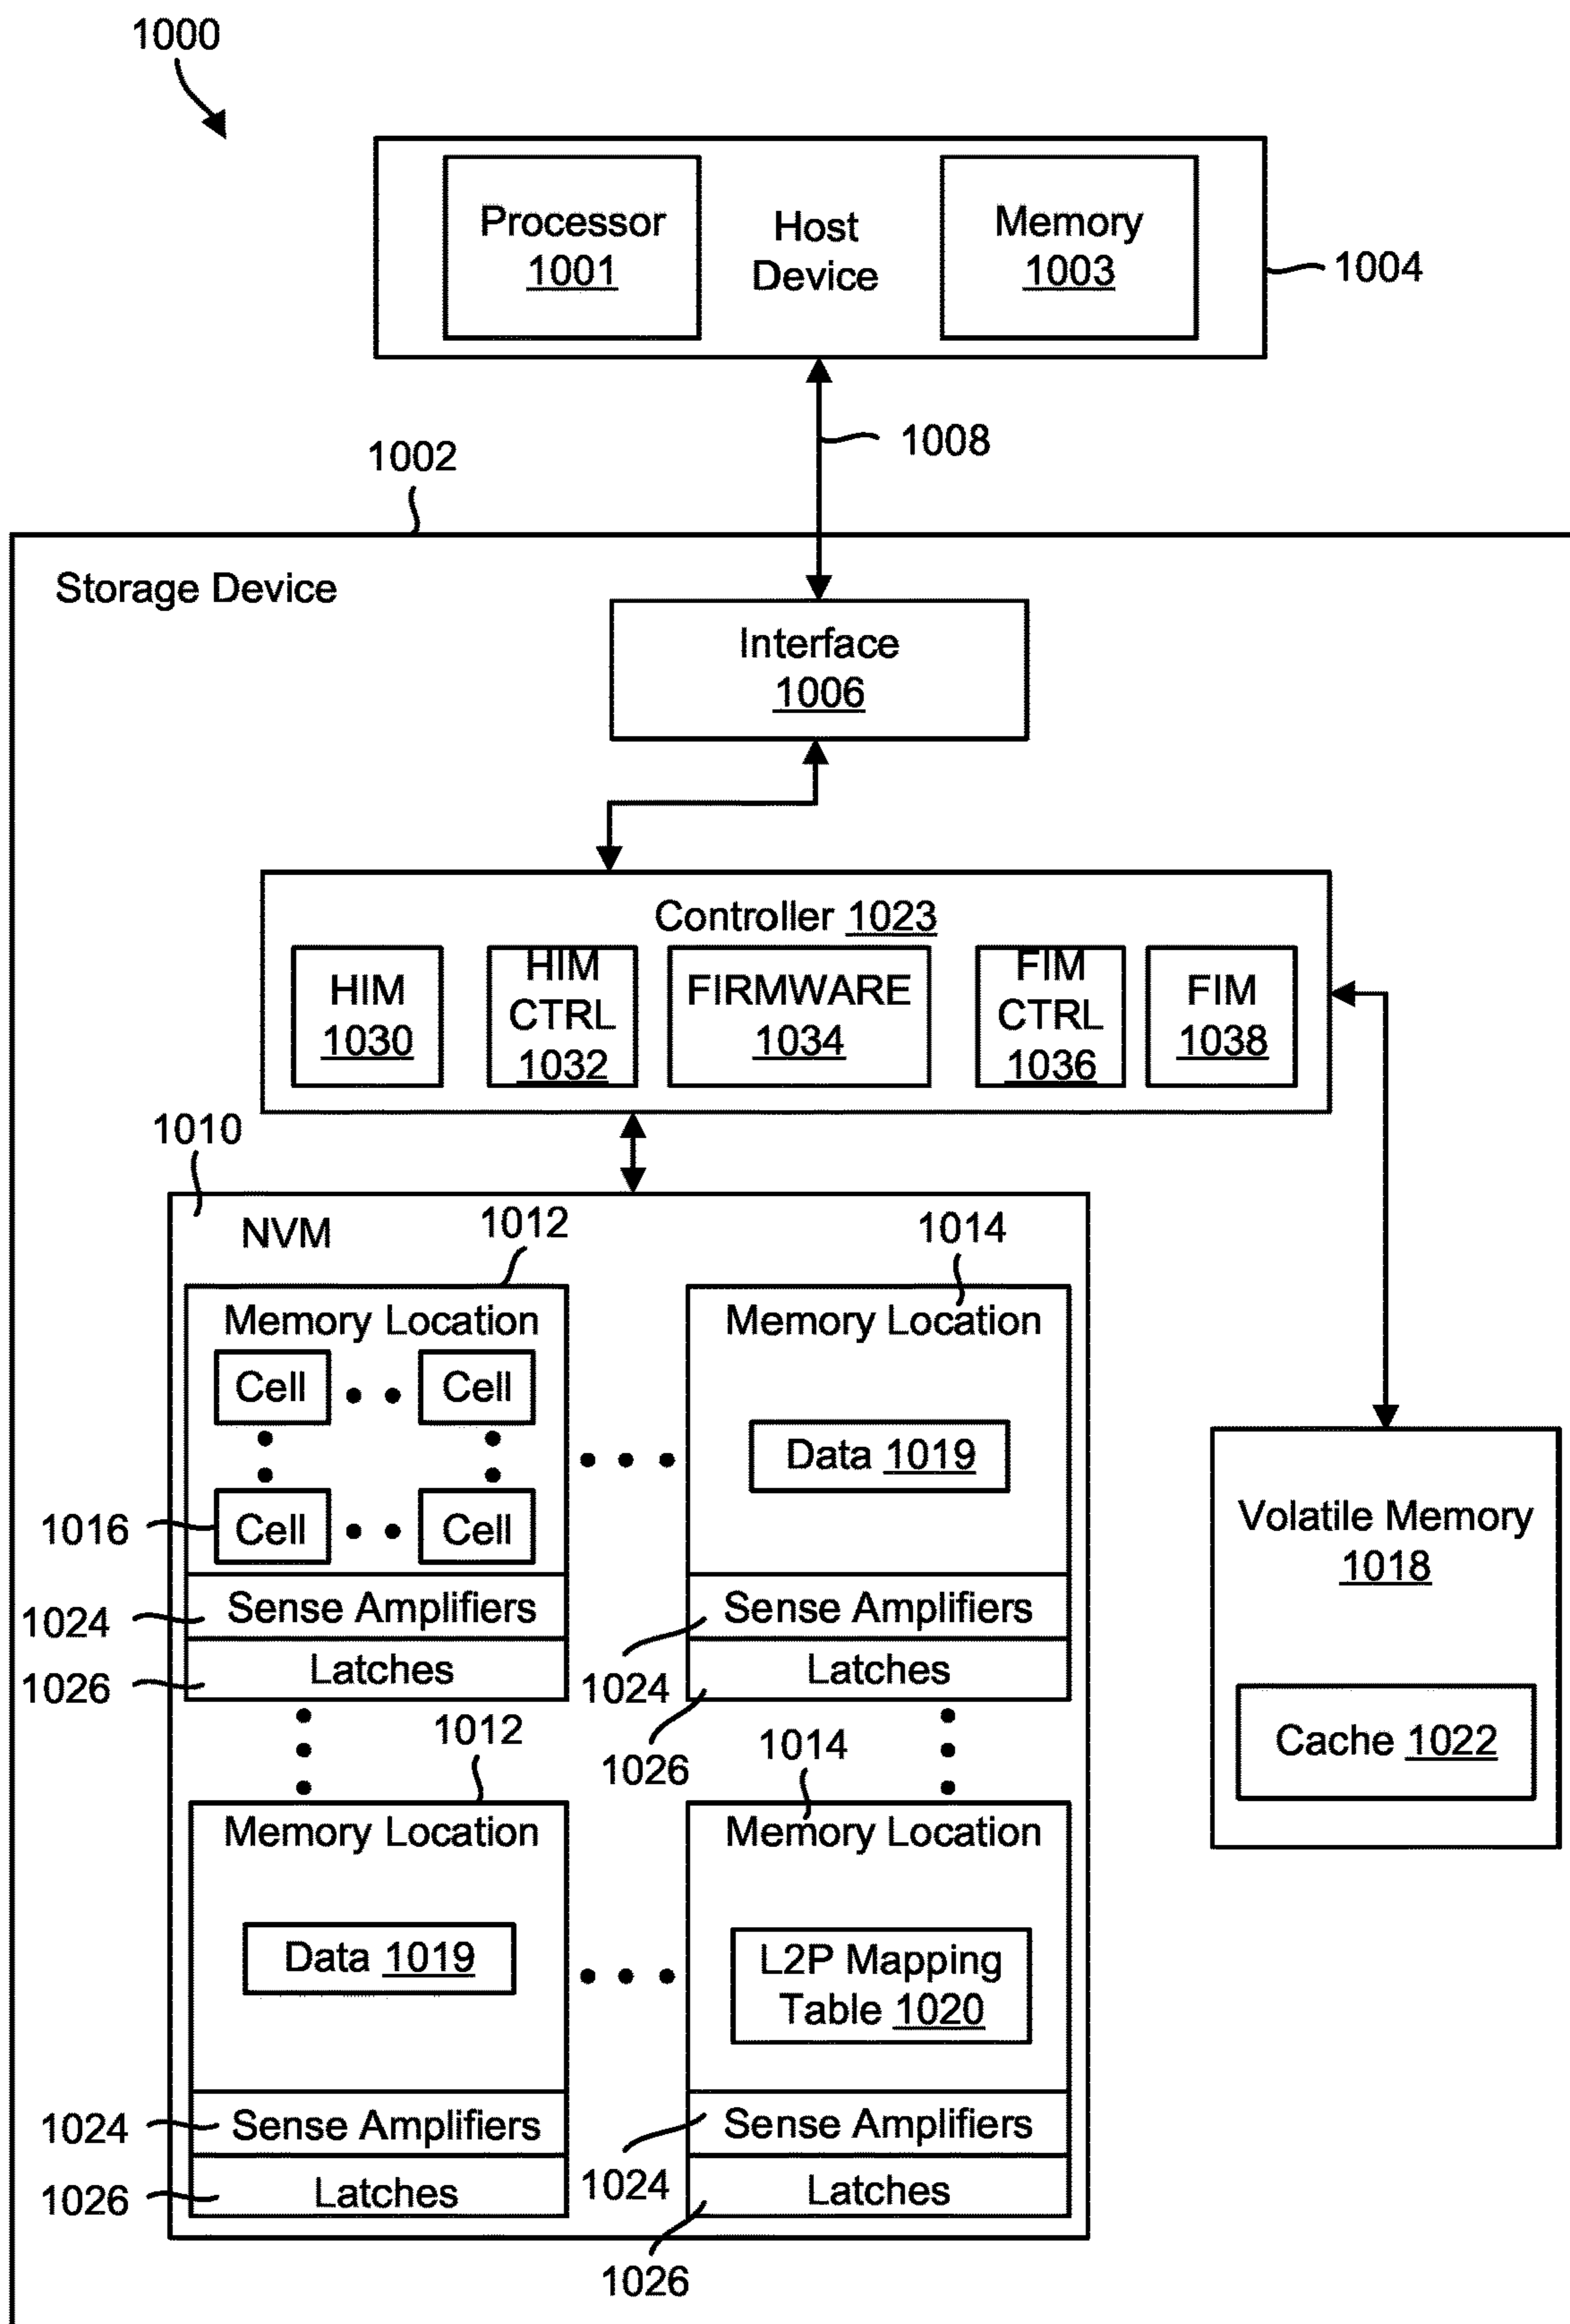 1000
Processor
1001
Host
Device
Memory
1003
1004
1008
1002
Storage Device
Interface
1006
Controller 1023
HIM
1030
HIM
CTRL
1032
FIRMWARE
1034
FIM
CTRL
1036
FIM
1038
1010
NVM
1012
1014
Memory Location
Cell
Cell
1016
Cell
Cell
1024
Sense Amplifiers
1026
Latches
Memory Location
Data 1019
Sense Amplifiers
1024
Latches
1026
Volatile Memory
1018
Cache 1022
1012
1014
Memory Location
Data 1019
1024
Sense Amplifiers
1026
Latches
Memory Location
L2P Mapping
Table 1020
Sense Amplifiers
1024
Latches
1026